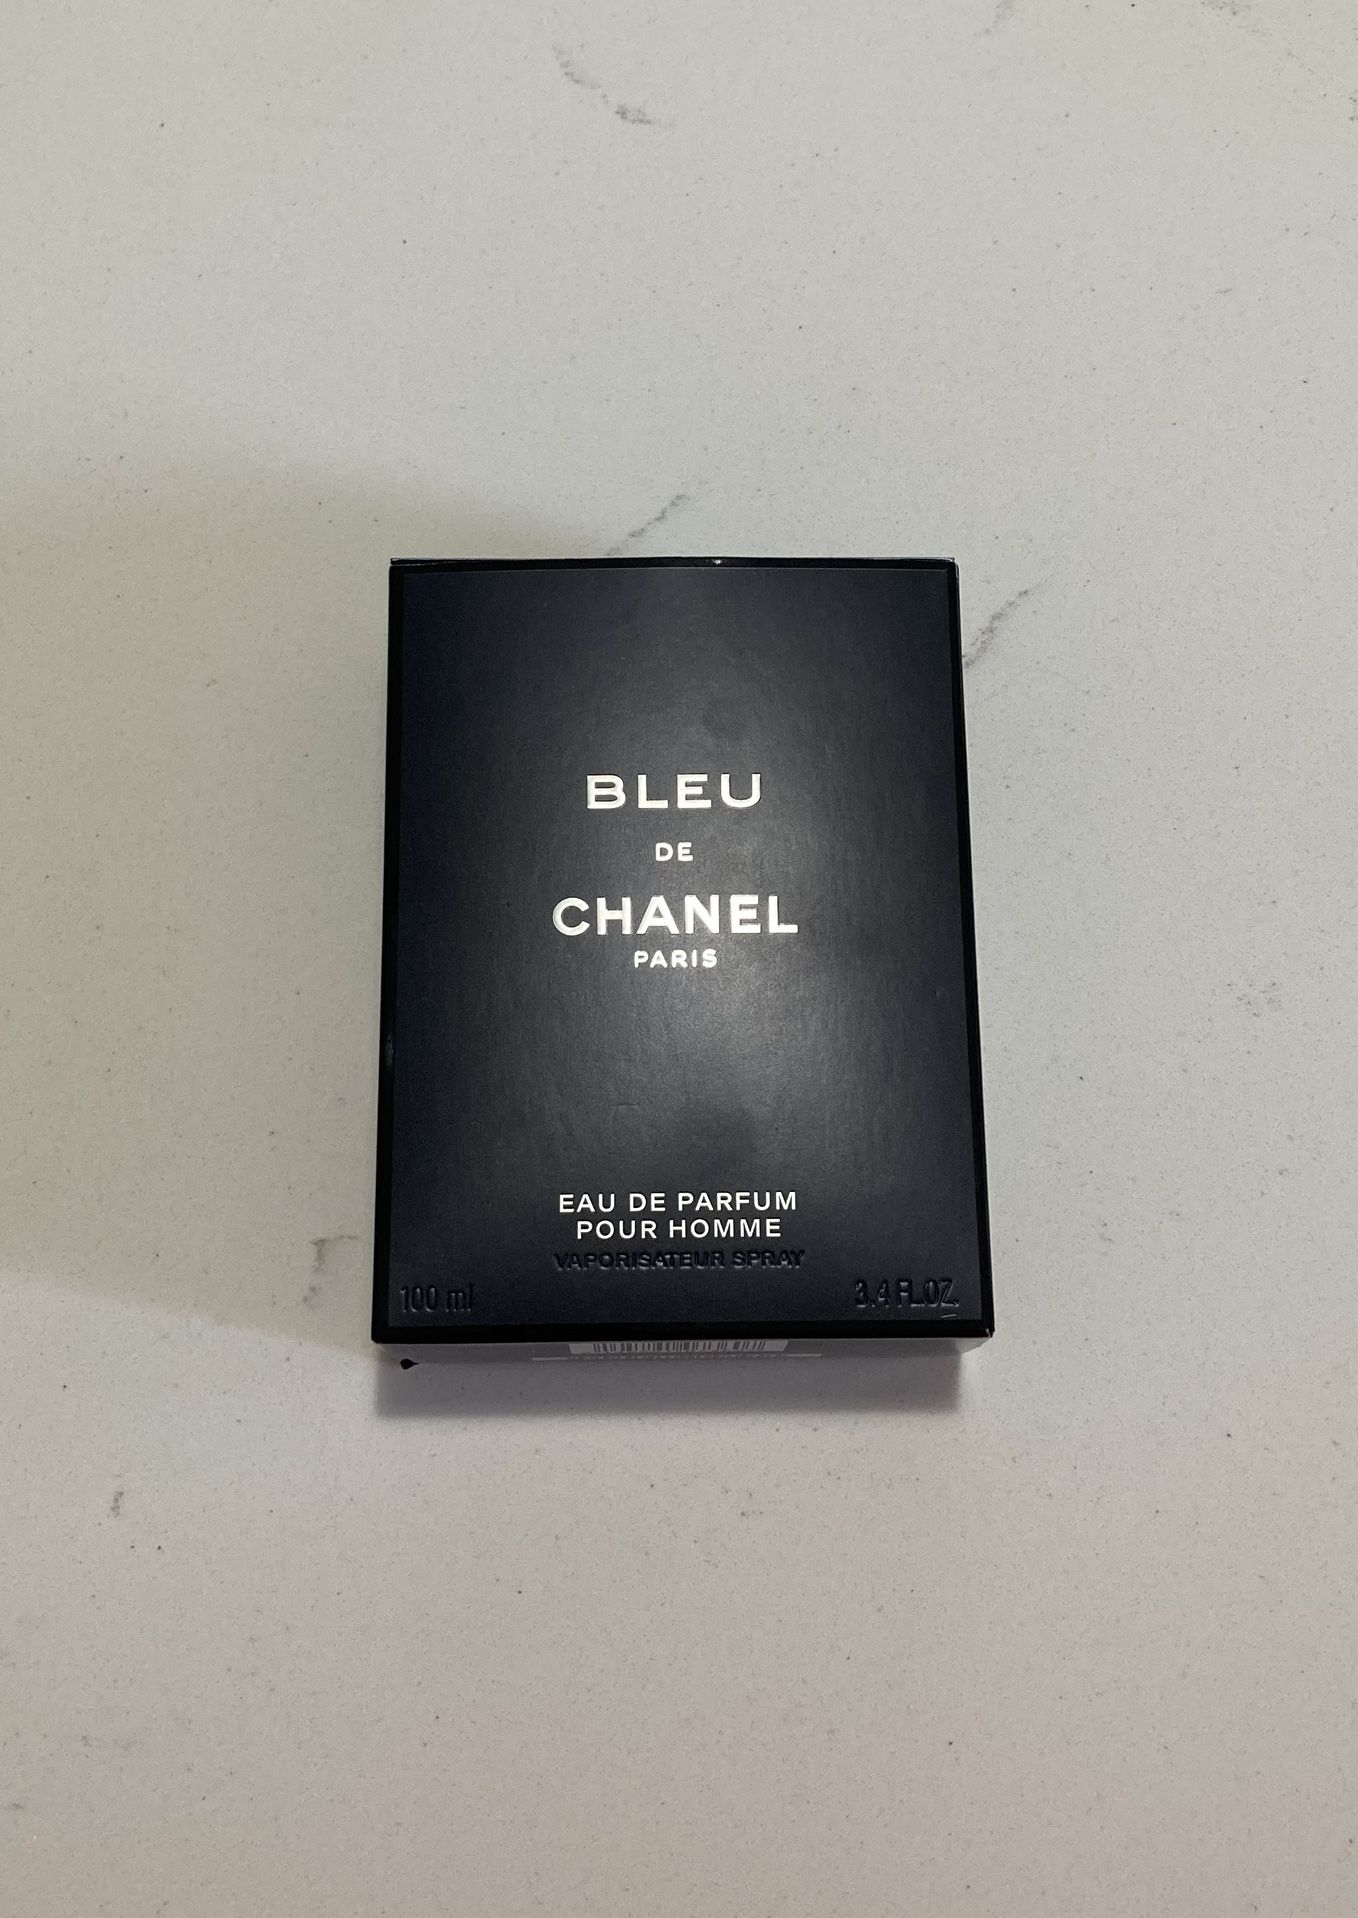 BLEU
DE
CHANEL
PARIS
EAU DE PARFUM
POUR HOMME
VAPORISATEUR SPRAY
100 ml 3.4 FL.OZ.